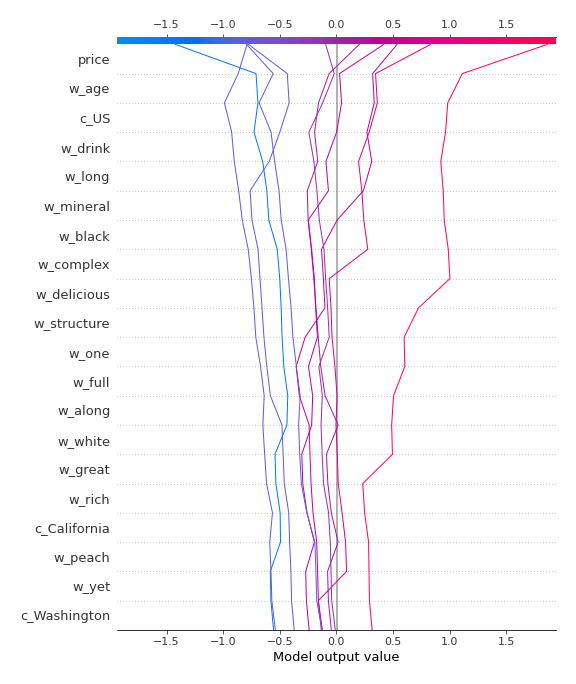 −1.5 −1.0 −0.5 0.0 0.5 1.0 1.5
price
w_age
c_US
w_drink
w_long
w_mineral
w_black
w_complex
w_delicious
w_structure
w_one
w_full
w_along
w_white
w_great
w_rich
c_California
w_peach
w_yet
c_Washington
−1.5 −1.0 −0.5 0.0 0.5 1.0 1.5
Model output value